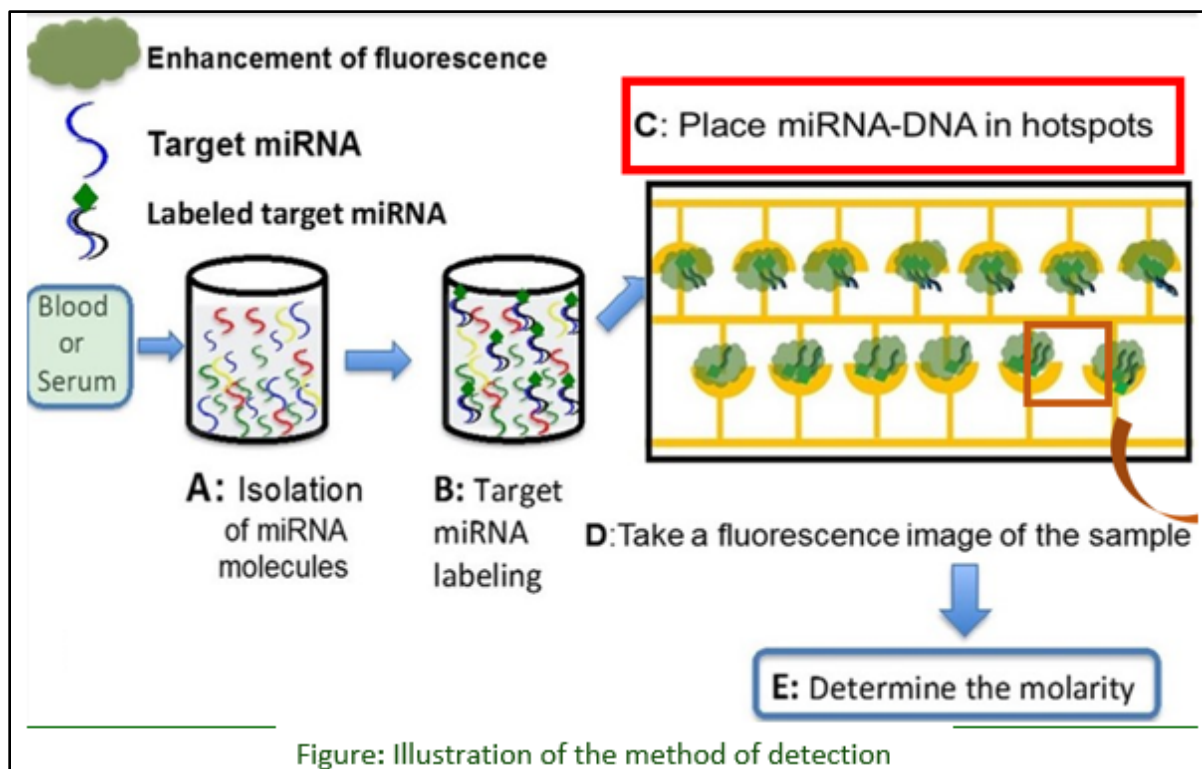 Enhancement of fluorescence
Target miRNA
Labeled target miRNA
Blood
or
Serum
A: Isolation
of miRNA
molecules
B: Target
miRNA
labeling
C: Place miRNA-DNA in hotspots
D:Take a fluorescence image of the sample
E: Determine the molarity
Figure: Illustration of the method of detection